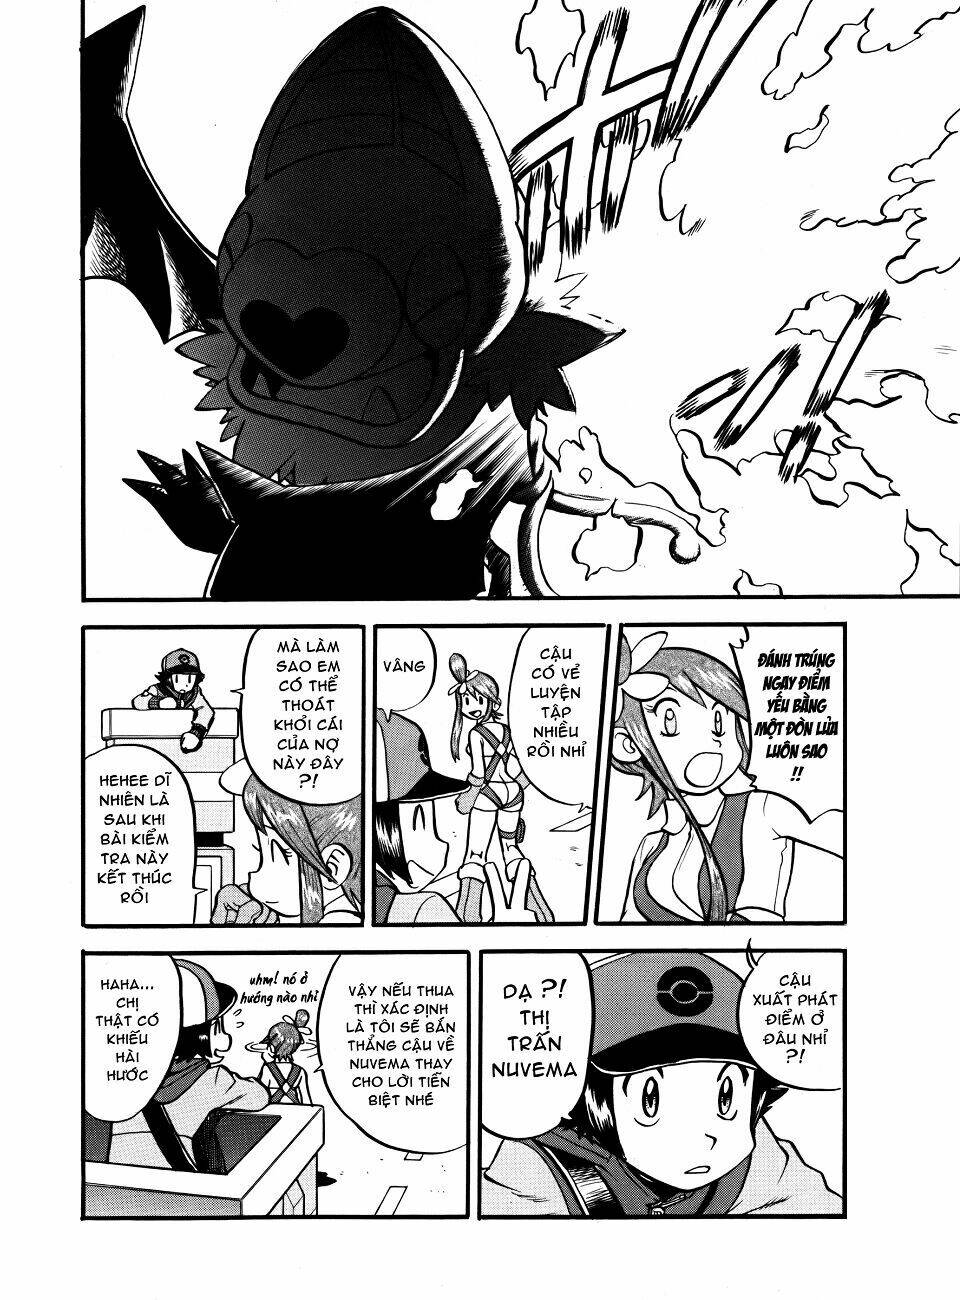 ĐÁNH TRÚNG
NGAY ĐIỂM
YẾU BẰNG
MỘT ĐÒN LỬA
LUÔN SAO
!!
CẬU
CÓ VẺ
LUYỆN
TẬP
NHIỀU
RỒI NHỈ
VÂNG
MÀ LÀM
SAO EM
CÓ THỂ
THOÁT
KHỎI CÁI
CỦA NỢ
NÀY ĐÂY
?!
HEHEE DĨ
NHIÊN LÀ
SAU KHI
BÀI KIỂM
TRA NÀY
KẾT THÚC
RỒI
CẬU
XUẤT PHÁT
ĐIỂM Ở
ĐÂU NHỈ
?!
DẠ ?!
THỊ
TRẤN
NUVEMA
VẬY NẾU THUA
THÌ XÁC ĐỊNH
LÀ TÔI SẼ BẮN
THẲNG CẬU VỀ
NUVEMA THAY
CHO LỜI TIỄN
BIỆT NHÉ
uhm! nó ở
hướng nào nhỉ
HAHA...
CHỊ
THẬT CÓ
KHIẾU
HÀI
HƯỚC